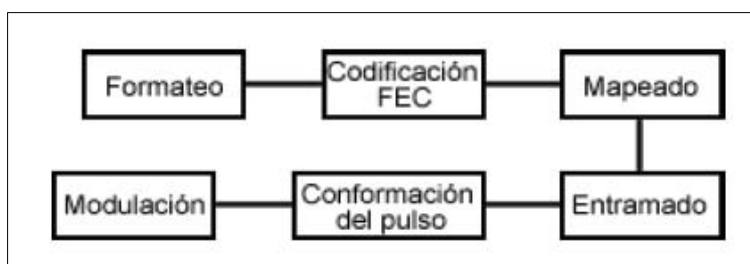 Formateo
Codificación
FEC
Mapeado
Modulación
Conformación
del pulso
Entramado